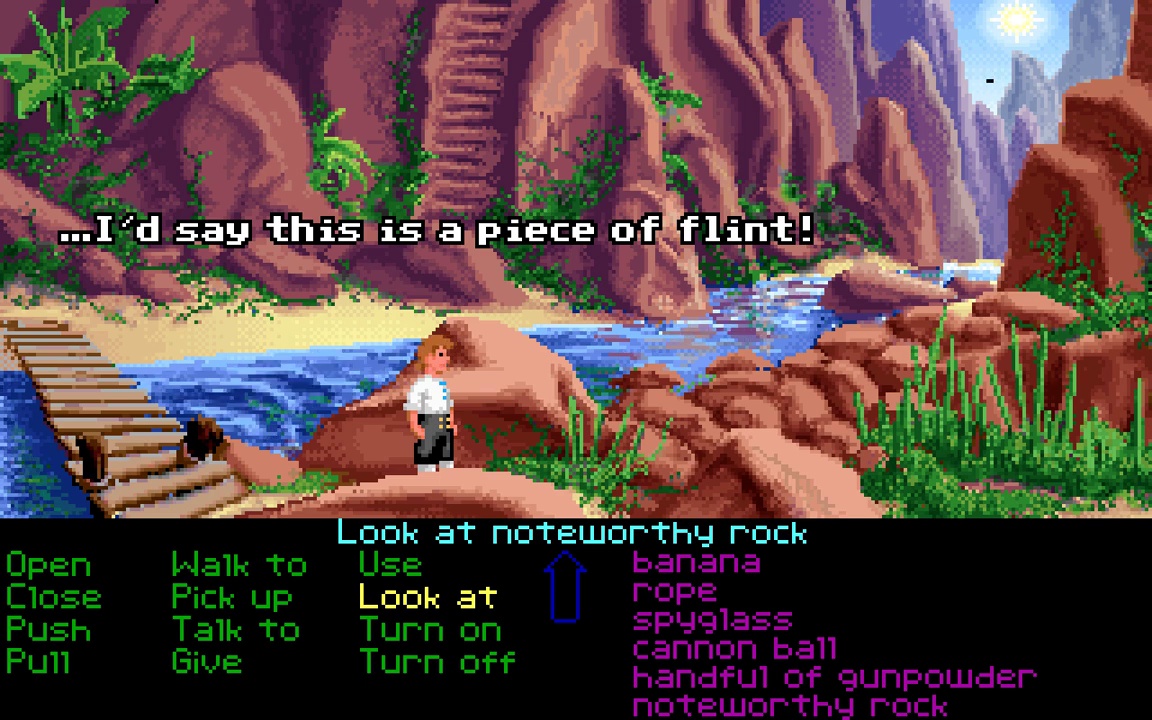 ...I'd say this is a piece of flint!
Look at noteworthy rock
Open Walk to Use banana
Close Pick up Look at rope
Push Talk to Turn on spyglass
Pull Give Turn off cannon ball
handful of gunpowder
noteworthy rock